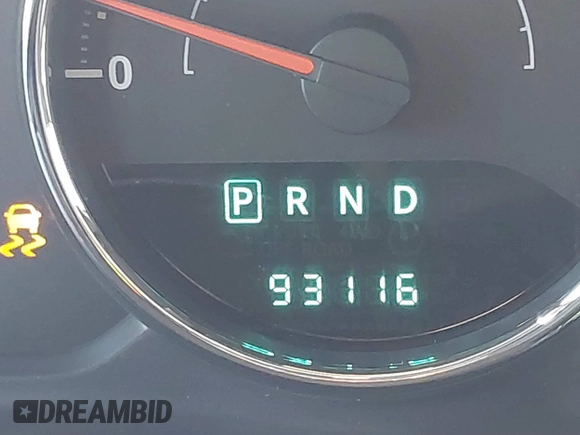 0
P R N D
93116
DREAMBID